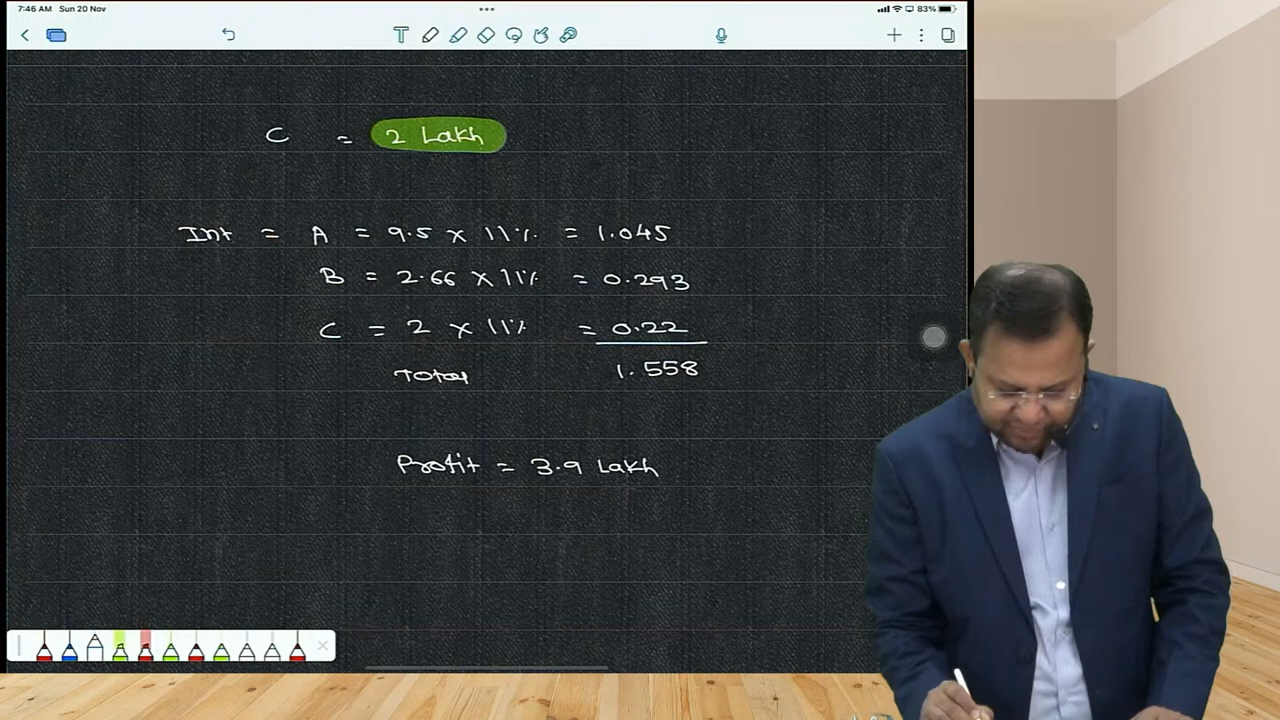 7:46 AM Sun 20 Nov
83%
C = 2 Lakh
Int = A = 9.5 x 11% = 1.045
B = 2.66 x 11% = 0.293
C = 2 x 11% = 0.22
Total 1.558
Profit = 3.9 Lakh